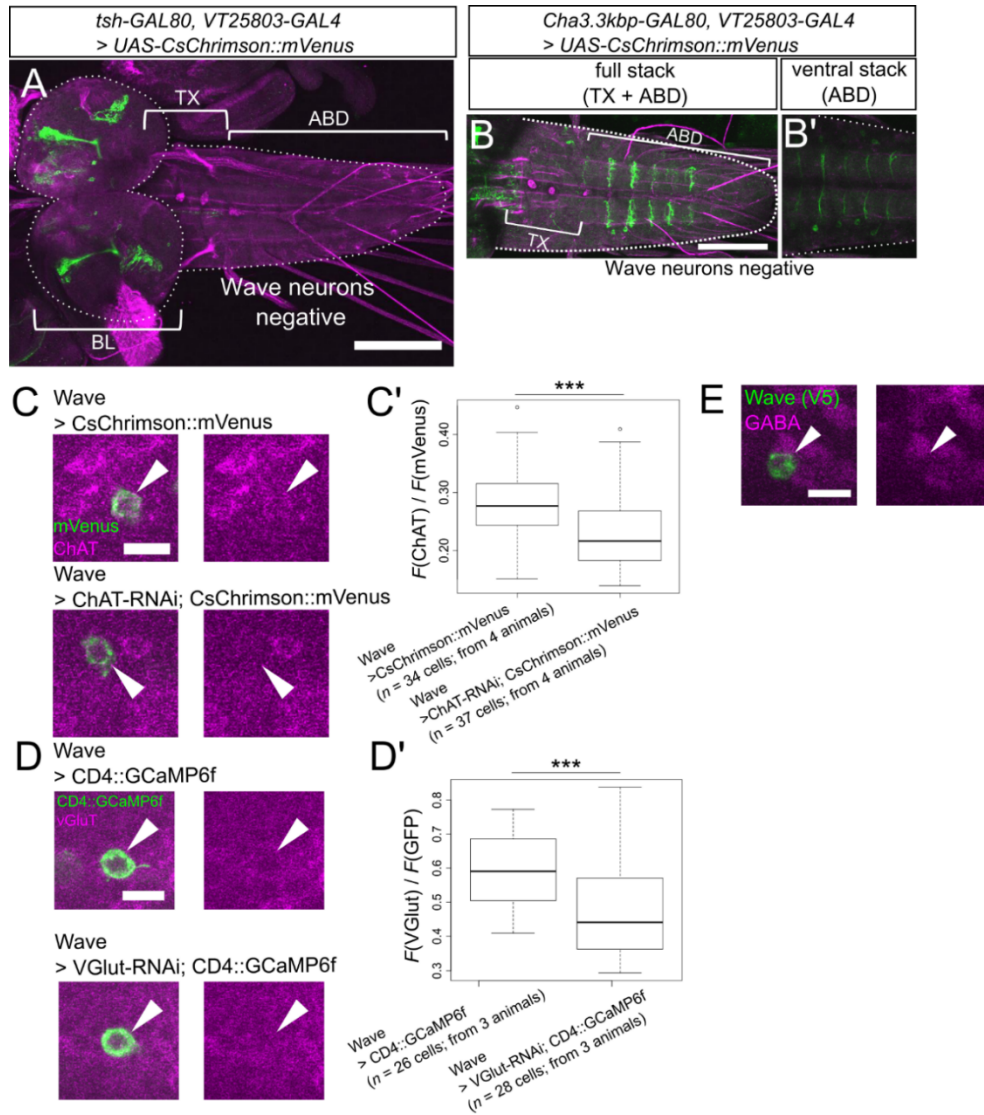 tsh-GAL80, VT25803-GAL4
> UAS-CsChrimson::mVenus
A
TX
ABD
BL
Wave neurons
negative
Cha3.3kbp-GAL80, VT25803-GAL4
> UAS-CsChrimson::mVenus
full stack
(TX + ABD)
ventral stack
(ABD)
B
ABD
TX
B'
Wave neurons negative
C
Wave
> CsChrimson::mVenus
mVenus
ChAT
Wave
> ChAT-RNAi; CsChrimson::mVenus
C'
***
F(ChAT) / F(mVenus)
0.40
0.30
0.20
Wave
>CsChrimson::mVenus
(n = 34 cells; from 4 animals)
Wave
>ChAT-RNAi; CsChrimson::mVenus
(n = 37 cells; from 4 animals)
E
Wave (V5)
GABA
D
Wave
> CD4::GCaMP6f
CD4::GCaMP6f
vGluT
Wave
> VGlut-RNAi; CD4::GCaMP6f
D'
***
F(VGlut) / F(GFP)
0.8
0.7
0.6
0.5
0.4
0.3
Wave
> CD4::GCaMP6f
(n = 26 cells; from 3 animals)
Wave
> VGlut-RNAi; CD4::GCaMP6f
(n = 28 cells; from 3 animals)